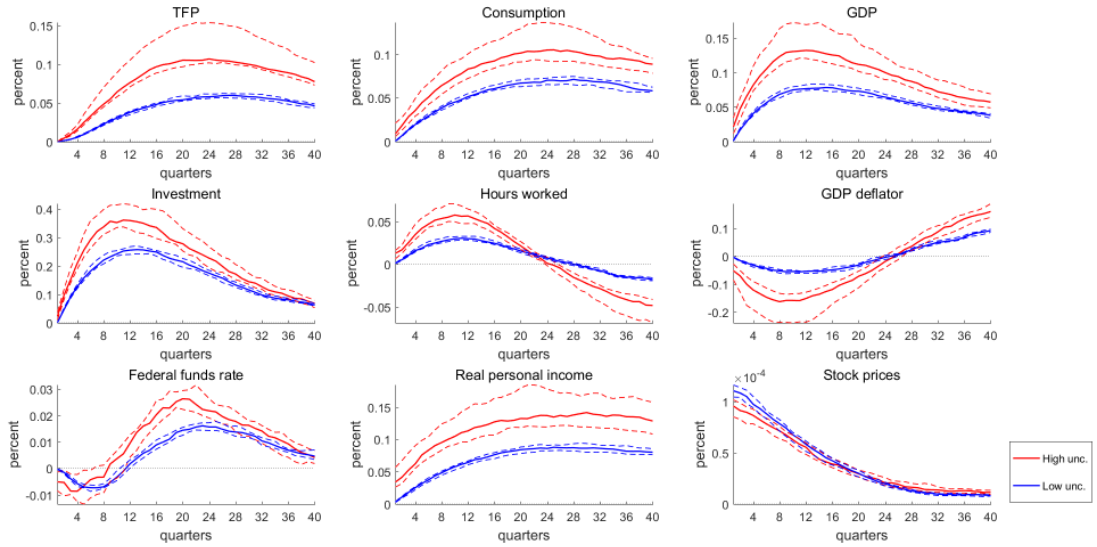 TFP
Consumption
GDP
percent
0.15
0.1
0.05
0
4 8 12 16 20 24 28 32 36 40
quarters
percent
0.1
0.05
0
4 8 12 16 20 24 28 32 36 40
quarters
percent
0.15
0.1
0.05
0
4 8 12 16 20 24 28 32 36 40
quarters
Investment
Hours worked
GDP deflator
percent
0.4
0.3
0.2
0.1
0
4 8 12 16 20 24 28 32 36 40
quarters
percent
0.05
0
-0.05
4 8 12 16 20 24 28 32 36 40
quarters
percent
0.1
0
-0.1
-0.2
4 8 12 16 20 24 28 32 36 40
quarters
Federal funds rate
Real personal income
Stock prices
percent
0.03
0.02
0.01
0
-0.01
4 8 12 16 20 24 28 32 36 40
quarters
percent
0.15
0.1
0.05
0
4 8 12 16 20 24 28 32 36 40
quarters
percent
×10-4
1
0.5
0
4 8 12 16 20 24 28 32 36 40
quarters
High unc.
Low unc.